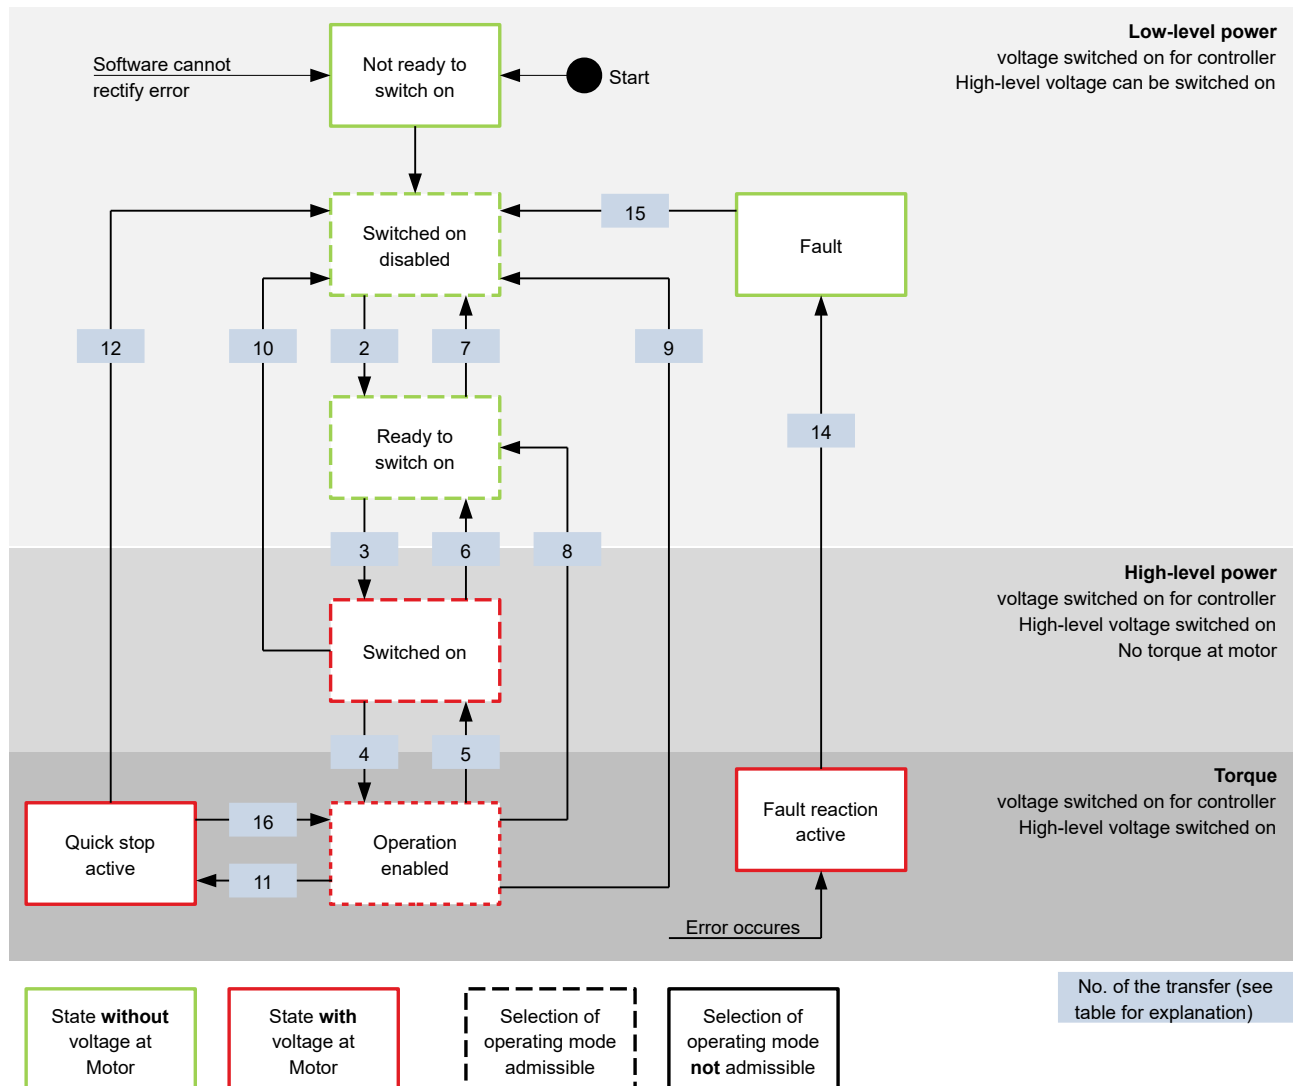 Low-level power
voltage switched on for controller
High-level voltage can be switched on
Software cannot
rectify error
Not ready to
switch on
Start
Switched on
disabled
15
Fault
12
10
2
7
9
14
Ready to
switch on
3
6
8
High-level power
voltage switched on for controller
High-level voltage switched on
No torque at motor
Switched on
4
5
Torque
voltage switched on for controller
High-level voltage switched on
Quick stop
active
16
11
Operation
enabled
Fault reaction
active
Error occures
State without
voltage at
Motor
State with
voltage at
Motor
Selection of
operating mode
admissible
Selection of
operating mode
not admissible
No. of the transfer (see
table for explanation)